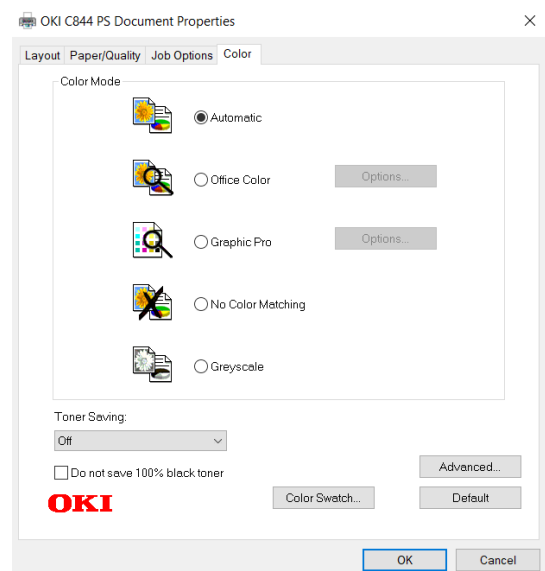 OKI C844 PS Document Properties
Layout Paper/Quality Job Options Color
Color Mode
Automatic
Office Color Options...
Graphic Pro Options...
No Color Matching
Greyscale
Toner Saving:
Off
Do not save 100% black toner
Advanced...
OKI
Color Swatch... Default
OK Cancel